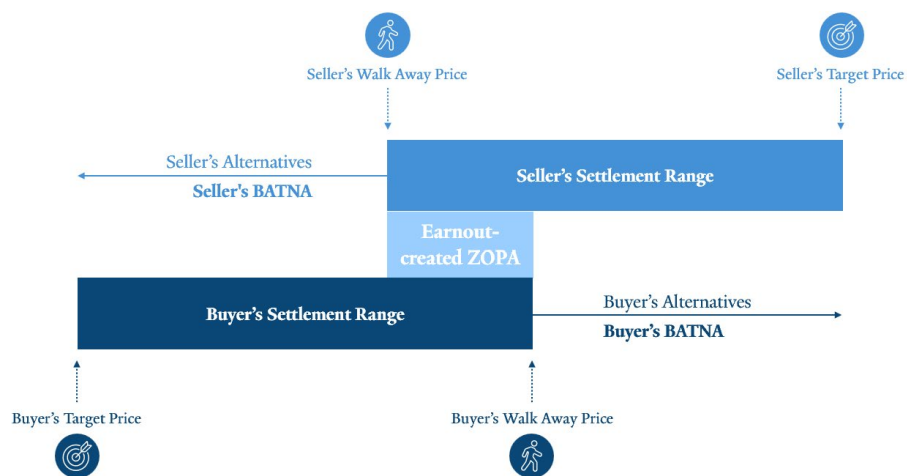 Seller’s Walk Away Price
Seller’s Target Price
Seller’s Alternatives
Seller's BATNA
Seller’s Settlement Range
Earnout-
created ZOPA
Buyer’s Settlement Range
Buyer’s Alternatives
Buyer’s BATNA
Buyer’s Target Price
Buyer’s Walk Away Price